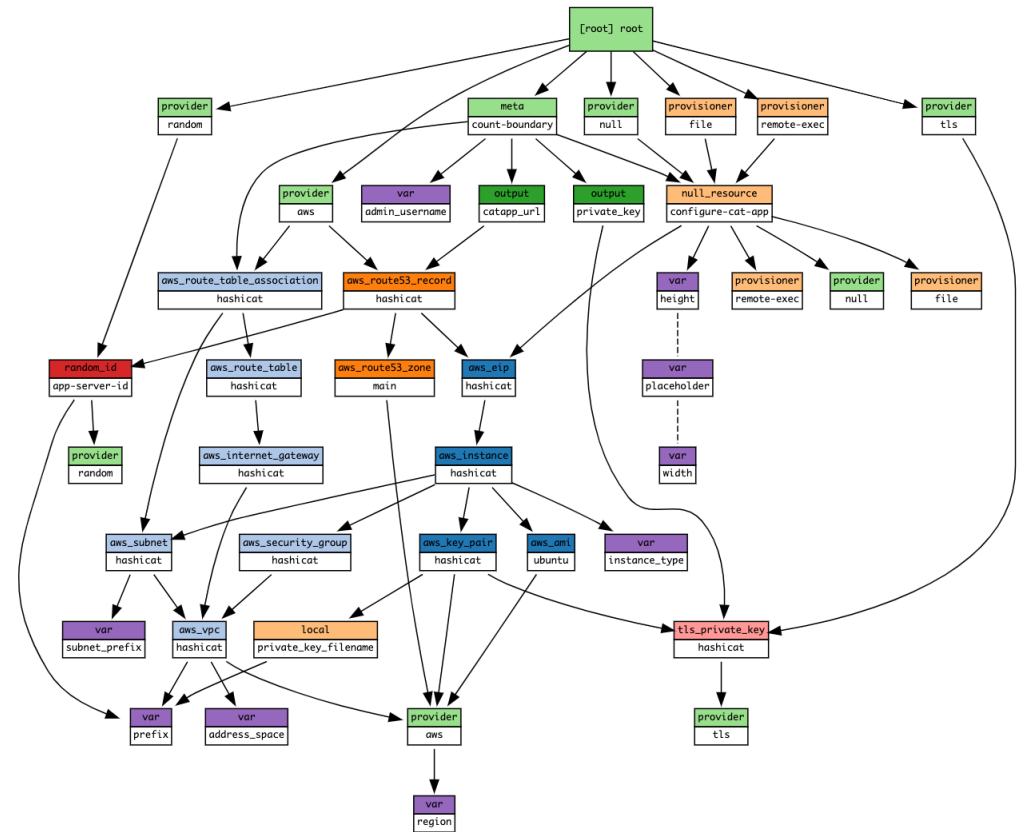 [root] root
provider
random
meta
count-boundary
provider
null
provisioner
file
provisioner
remote-exec
provider
tls
provider
aws
var
admin_username
output
catapp_url
output
private_key
null_resource
configure-cat-app
aws_route_table_association
hashicat
aws_route53_record
hashicat
var
height
provisioner
remote-exec
provider
null
provisioner
file
random_id
app-server-id
aws_route_table
hashicat
aws_route53_zone
main
aws_eip
hashicat
var
placeholder
provider
random
aws_internet_gateway
hashicat
aws_instance
hashicat
var
width
aws_subnet
hashicat
aws_security_group
hashicat
aws_key_pair
hashicat
aws_ami
ubuntu
var
instance_type
var
subnet_prefix
aws_vpc
hashicat
local
private_key_filename
tls_private_key
hashicat
var
prefix
var
address_space
provider
aws
provider
tls
var
region